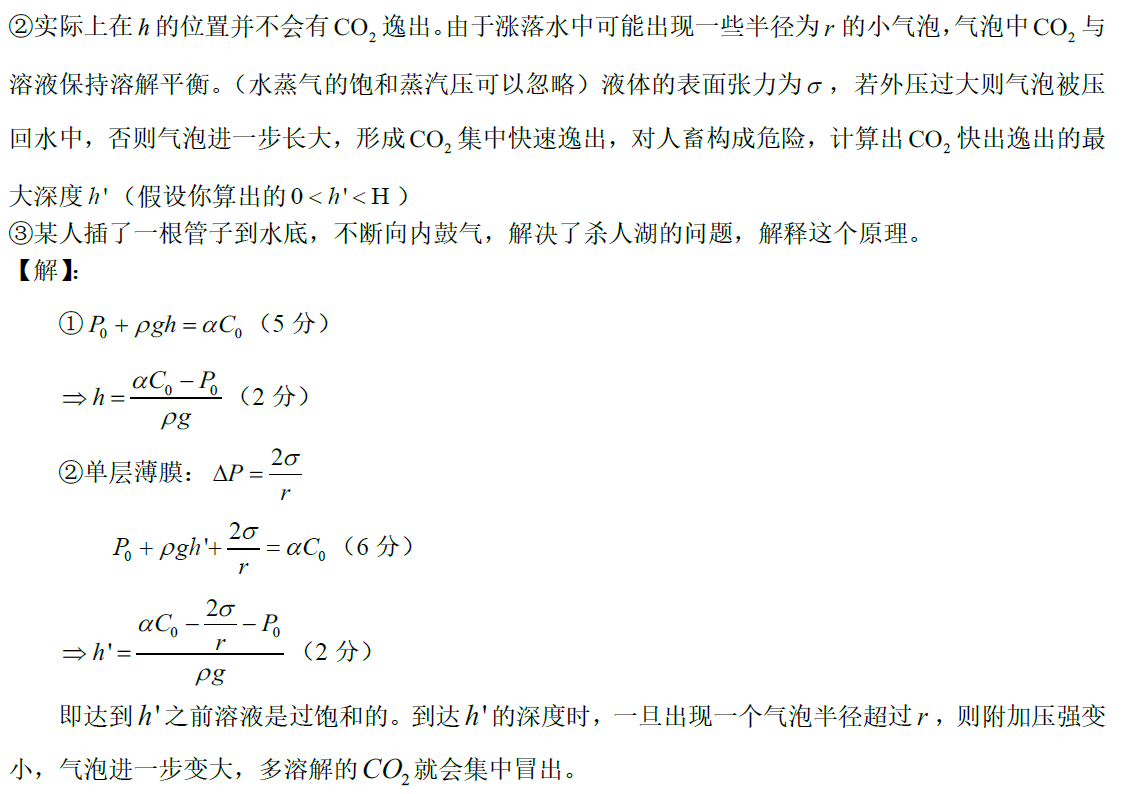 ②实际上在 h 的位置并不会有 CO₂ 逸出。由于涨落水中可能出现一些半径为 r 的小气泡，气泡中 CO₂ 与
溶液保持溶解平衡。（水蒸气的饱和蒸汽压可以忽略）液体的表面张力为 σ ，若外压过大则气泡被压
回水中，否则气泡进一步长大，形成 CO₂ 集中快速逸出，对人畜构成危险，计算出 CO₂ 快出逸出的最
大深度 h'（假设你算出的 0 < h' < H ）
③某人插了一根管子到水底，不断向内鼓气，解决了杀人湖的问题，解释这个原理。
【解】：
① P₀ + ρgh = αC₀（5 分）
⇒ h = (αC₀ − P₀)/(ρg)（2 分）
②单层薄膜： ΔP = 2σ/r
P₀ + ρgh' + 2σ/r = αC₀（6 分）
⇒ h' = (αC₀ − 2σ/r − P₀)/(ρg)（2 分）
即达到 h' 之前溶液是过饱和的。到达 h' 的深度时，一旦出现一个气泡半径超过 r ，则附加压强变
小，气泡进一步变大，多溶解的 CO₂ 就会集中冒出。